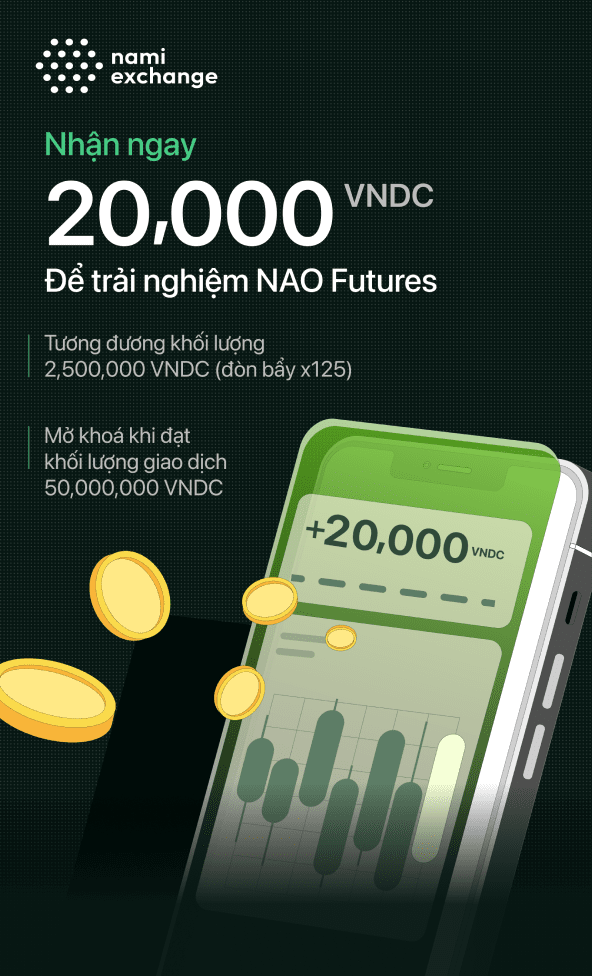 nami
exchange
Nhận ngay
20,000 VNDC
Để trải nghiệm NAO Futures
Tương đương khối lượng
2,500,000 VNDC (đòn bẩy x125)
Mở khoá khi đạt
khối lượng giao dịch
50,000,000 VNDC
+20,000 VNDC